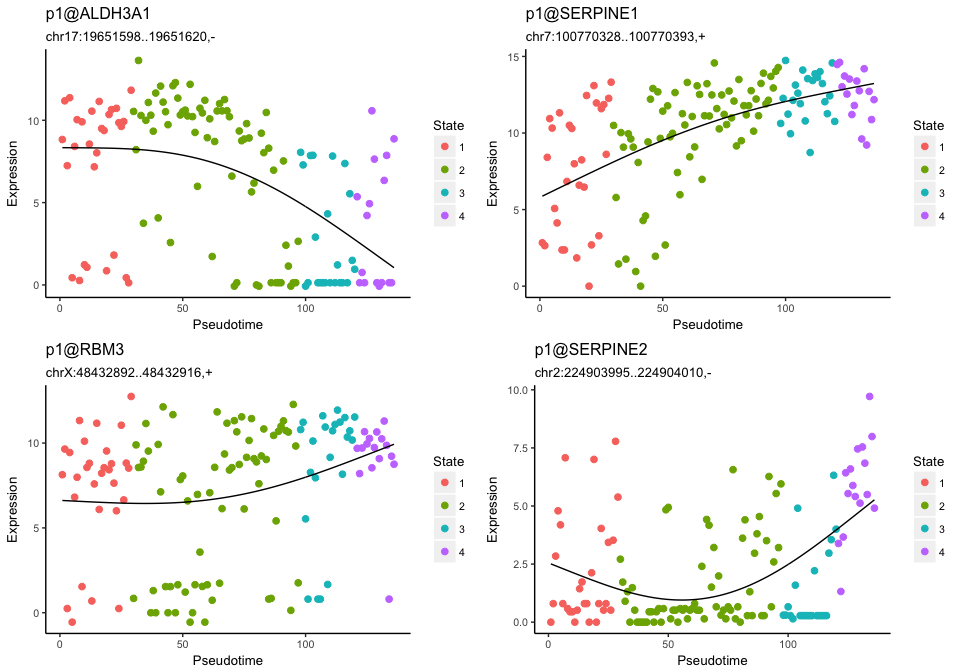 p1@ALDH3A1
chr17:19651598..19651620,-
10
5
0
Expression
0
50
100
Pseudotime
State
1
2
3
4
p1@SERPINE1
chr7:100770328..100770393,+
15
10
5
0
Expression
0
50
100
Pseudotime
State
1
2
3
4
p1@RBM3
chrX:48432892..48432916,+
10
5
0
Expression
0
50
100
Pseudotime
State
1
2
3
4
p1@SERPINE2
chr2:224903995..224904010,-
10.0
7.5
5.0
2.5
0.0
Expression
0
50
100
Pseudotime
State
1
2
3
4